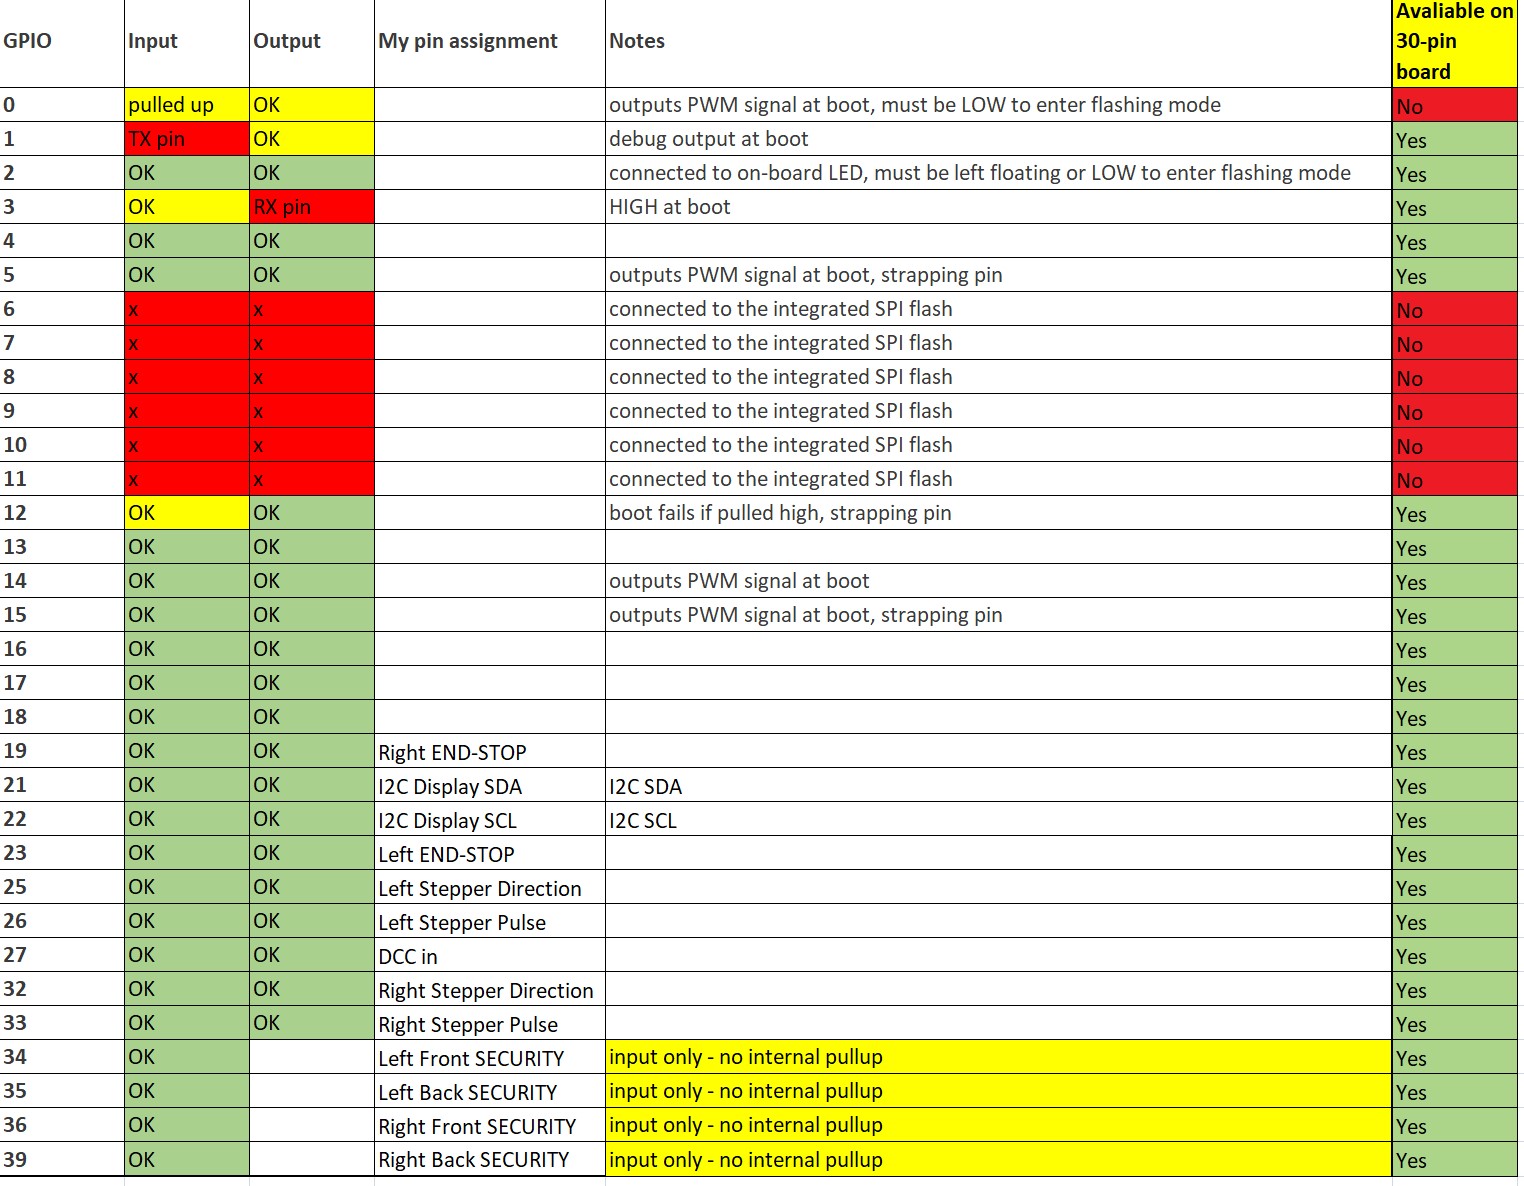 GPIO Input Output My pin assignment Notes Avaliable on 30-pin board
0 pulled up OK outputs PWM signal at boot, must be LOW to enter flashing mode No
1 TX pin OK debug output at boot Yes
2 OK OK connected to on-board LED, must be left floating or LOW to enter flashing mode Yes
3 OK RX pin HIGH at boot Yes
4 OK OK Yes
5 OK OK outputs PWM signal at boot, strapping pin Yes
6 x x connected to the integrated SPI flash No
7 x x connected to the integrated SPI flash No
8 x x connected to the integrated SPI flash No
9 x x connected to the integrated SPI flash No
10 x x connected to the integrated SPI flash No
11 x x connected to the integrated SPI flash No
12 OK OK boot fails if pulled high, strapping pin Yes
13 OK OK Yes
14 OK OK outputs PWM signal at boot Yes
15 OK OK outputs PWM signal at boot, strapping pin Yes
16 OK OK Yes
17 OK OK Yes
18 OK OK Yes
19 OK OK Right END-STOP Yes
21 OK OK I2C Display SDA I2C SDA Yes
22 OK OK I2C Display SCL I2C SCL Yes
23 OK OK Left END-STOP Yes
25 OK OK Left Stepper Direction Yes
26 OK OK Left Stepper Pulse Yes
27 OK OK DCC in Yes
32 OK OK Right Stepper Direction Yes
33 OK OK Right Stepper Pulse Yes
34 OK Left Front SECURITY input only - no internal pullup Yes
35 OK Left Back SECURITY input only - no internal pullup Yes
36 OK Right Front SECURITY input only - no internal pullup Yes
39 OK Right Back SECURITY input only - no internal pullup Yes